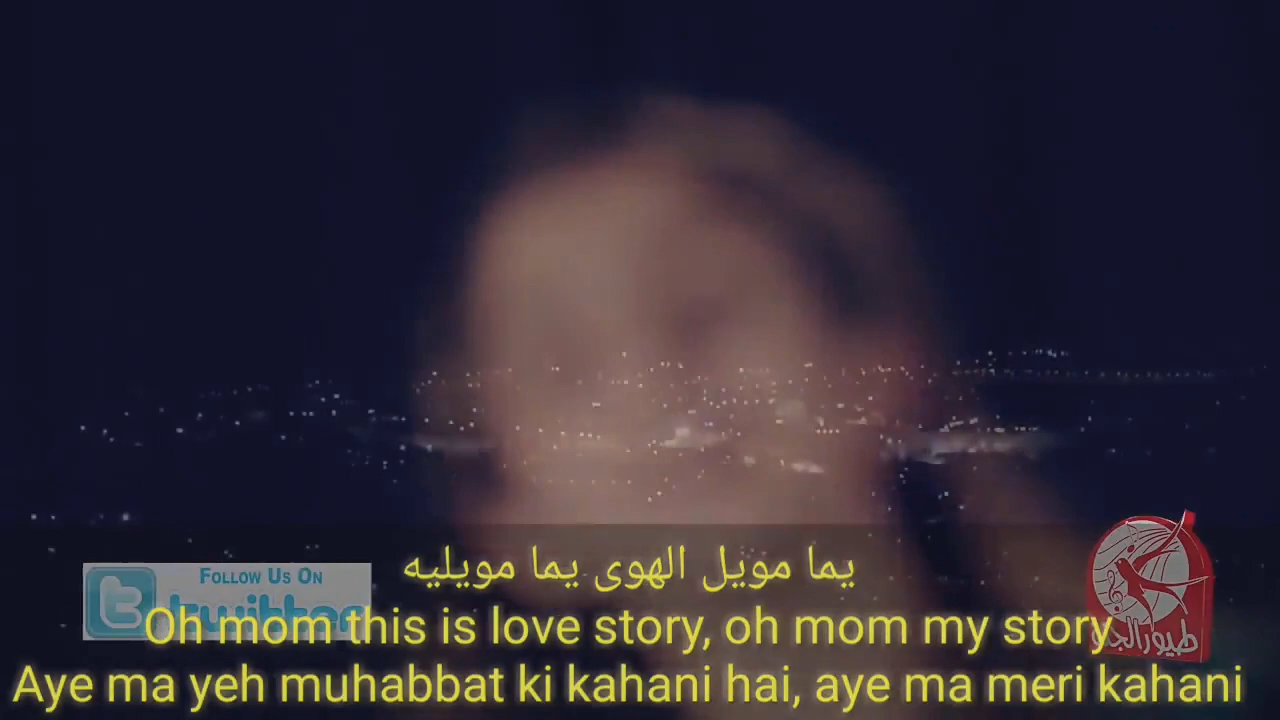 يما مويل الهوى يما مويليه
FOLLOW US ON
twitter
Oh mom this is love story, oh mom my story
Aye ma yeh muhabbat ki kahani hai, aye ma meri kahani